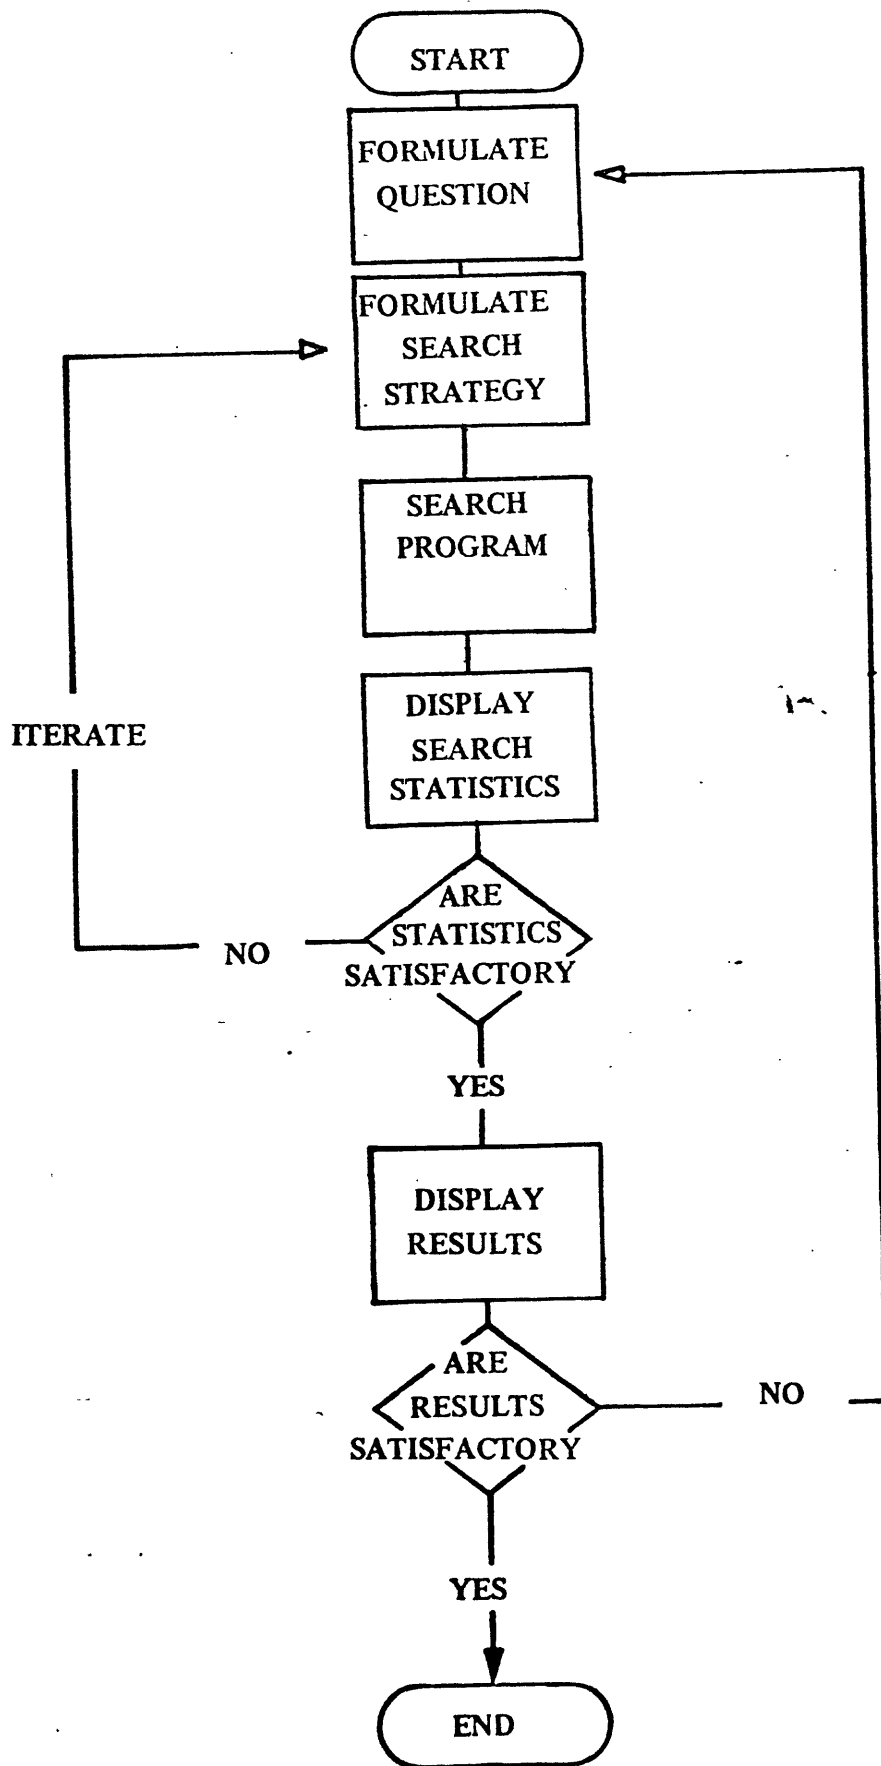 START
FORMULATE
QUESTION
FORMULATE
SEARCH
STRATEGY
SEARCH
PROGRAM
DISPLAY
SEARCH
STATISTICS
ITERATE
ARE
STATISTICS
SATISFACTORY
NO
YES
DISPLAY
RESULTS
ARE
RESULTS
SATISFACTORY
NO
YES
END